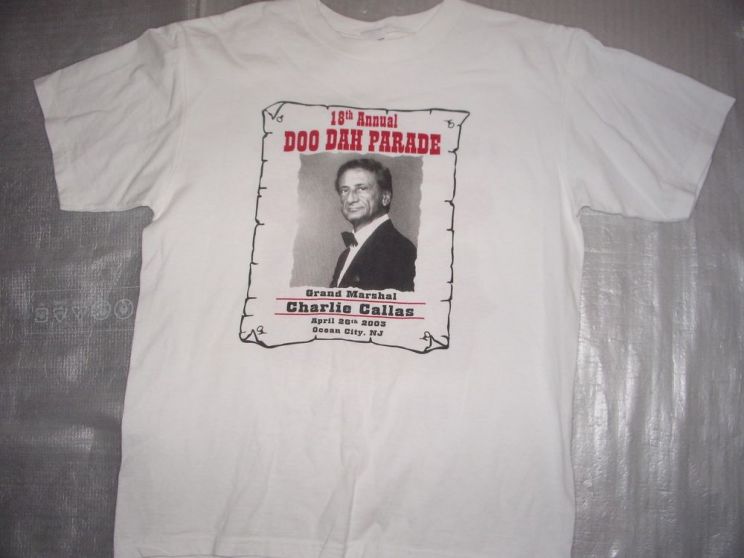 18th Annual
DOO DAH PARADE
Grand Marshal
Charlie Callas
April 26th 2003
Ocean City, NJ